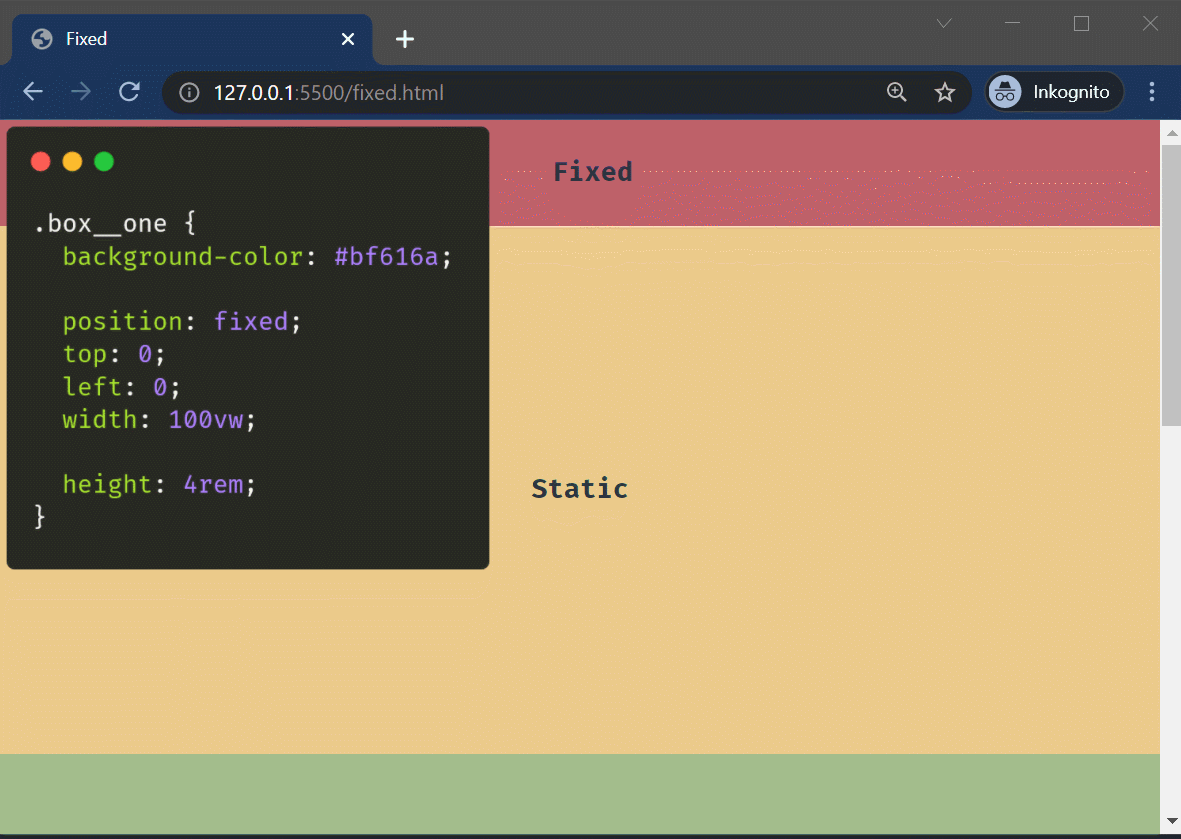 Fixed
127.0.0.1:5500/fixed.html
Inkognito
Fixed
.box__one {
background-color: #bf616a;
position: fixed;
top: 0;
left: 0;
width: 100vw;
height: 4rem;
}
Static